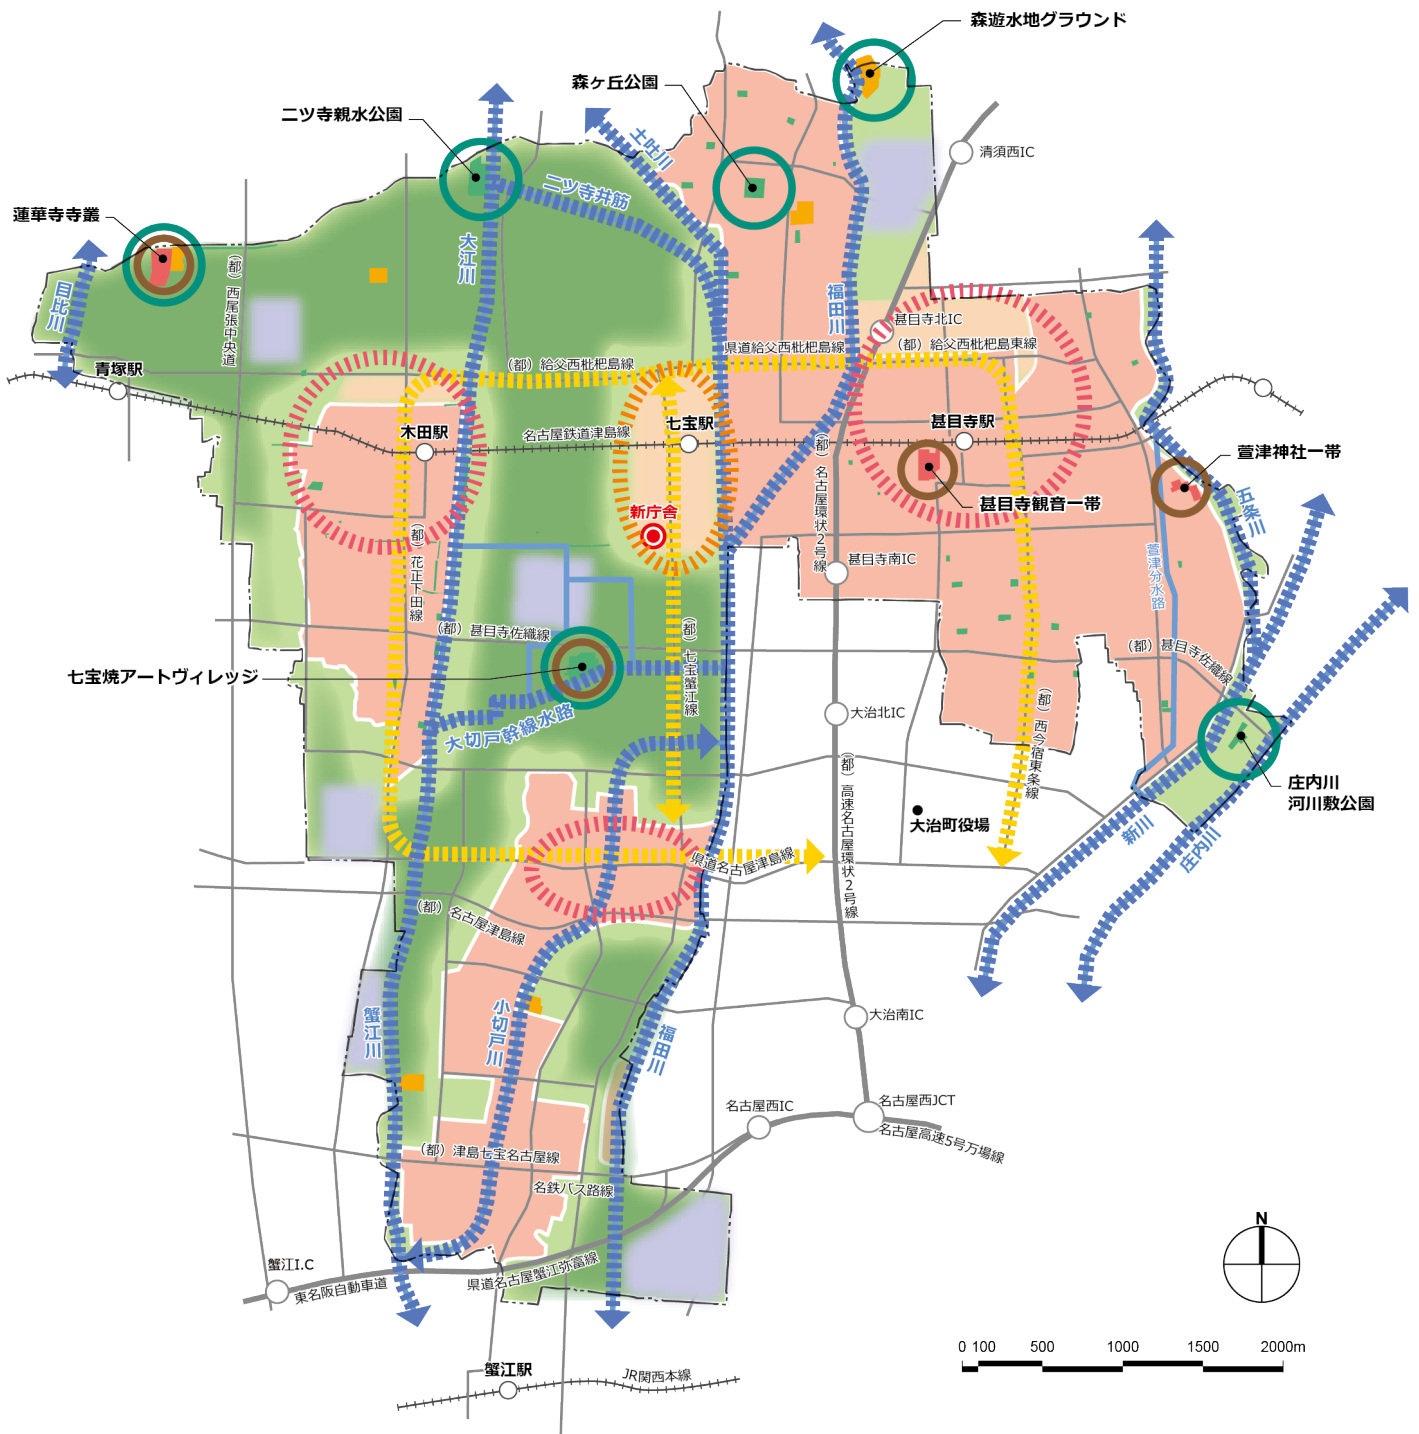 森遊水地グラウンド
森ヶ丘公園
二ツ寺親水公園
蓮華寺寺叢
清須西IC
土吐川
二ツ寺井筋
大江川
目比川
(都) 西尾張中央道
福田川
甚目寺北IC
(都) 給父西枇杷島線
県道給父西枇杷島線
(都) 給父西枇杷島東線
青塚駅
木田駅
名古屋鉄道津島線
七宝駅
甚目寺駅
萱津神社一帯
甚目寺観音一帯
新庁舎
(都) 名古屋環状2号線
五条川
(都) 花正下田線
甚目寺南IC
萱津分水路
(都) 甚目寺佐織線
(都) 七宝蟹江線
(都) 甚目寺佐織線
七宝焼アートヴィレッジ
大切戸幹線水路
大治北IC
(都) 西今宿東条線
(都) 高速名古屋環状2号線
庄内川
河川敷公園
大治町役場
新川
庄内川
県道名古屋津島線
(都) 名古屋津島線
蟹江川
小切戸川
福田川
大治南IC
名古屋西IC
名古屋西JCT
名古屋高速5号万場線
(都) 津島七宝名古屋線
名鉄バス路線
蟹江I.C
東名阪自動車道
県道名古屋蟹江弥富線
N
0 100 500 1000 1500 2000m
蟹江駅
JR関西本線